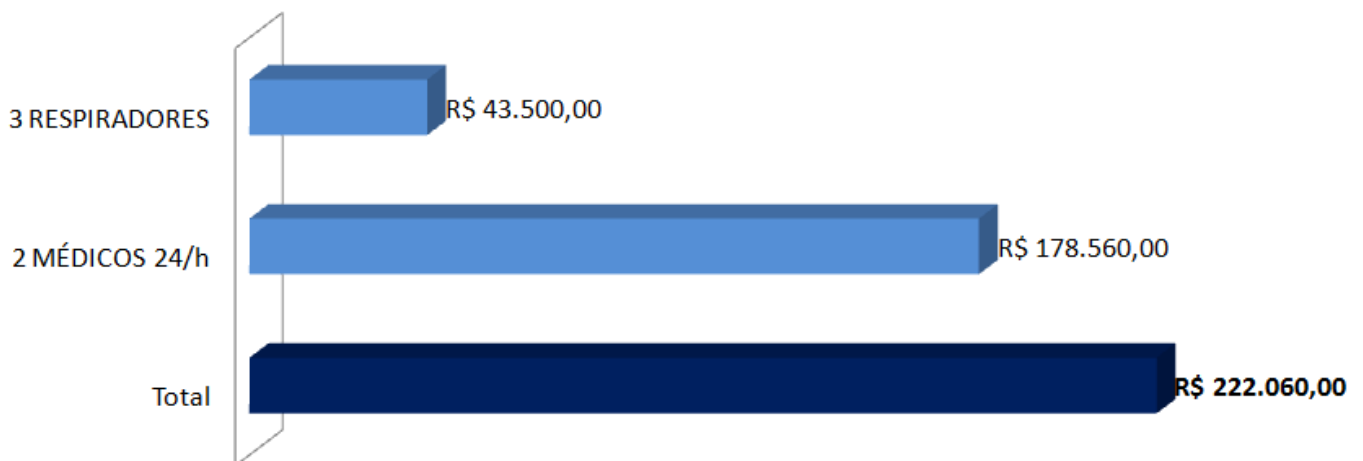 3 RESPIRADORES R$ 43.500,00
2 MÉDICOS 24/h R$ 178.560,00
Total R$ 222.060,00